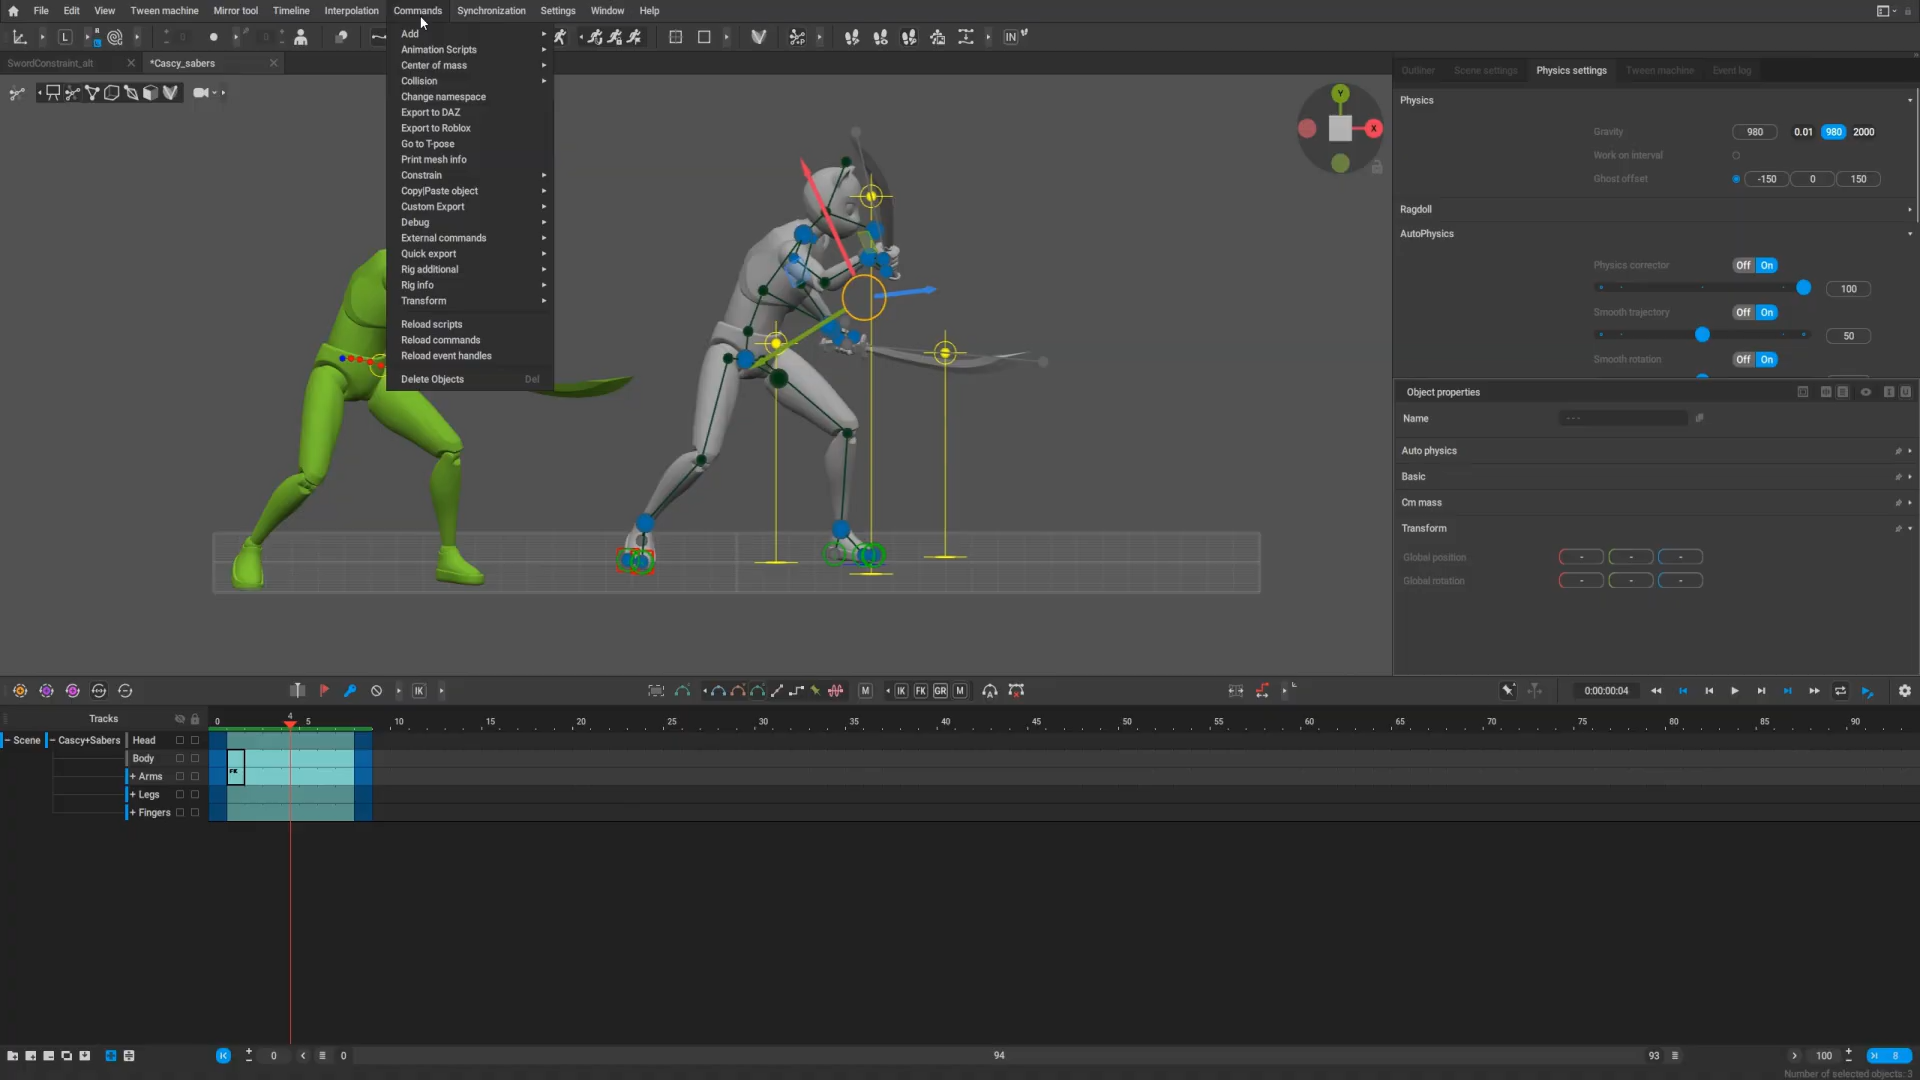 File Edit View Tween machine Mirror tool Timeline Interpolation Commands Synchronization Settings Window Help
L IN
SwordConstraint_alt *Cascy_sabers
Add
Animation Scripts
Center of mass
Collision
Change namespace
Export to DAZ
Export to Roblox
Go to T-pose
Print mesh info
Constrain
Copy|Paste object
Custom Export
Debug
External commands
Quick export
Rig additional
Rig info
Transform
Reload scripts
Reload commands
Reload event handles
Delete Objects Del
Y
X
Outliner Scene settings Physics settings Tween machine Event log
Physics
Gravity 980 0.01 980 2000
Work on interval
Ghost offset -150 0 150
Ragdoll
AutoPhysics
Physics corrector Off On
100
Smooth trajectory Off On
50
Smooth rotation Off On
Object properties
Name ---
Auto physics
Basic
Cm mass
Transform
Global position - - -
Global rotation - - -
IK M IK FK GR M 0:00:00:04
Tracks 0 4 5 10 15 20 25 30 35 40 45 50 55 60 65 70 75 80 85 90
Scene Cascy+Sabers Head
Body
+ Arms FK
+ Legs
+ Fingers
0 0 94 93 100 8
Number of selected objects: 3